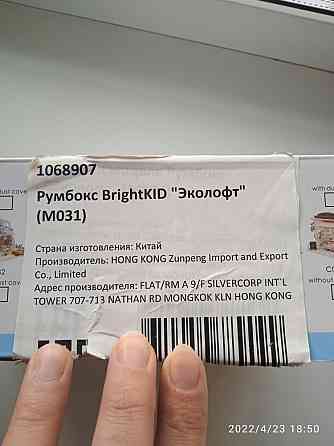 1068907
Румбокс BrightKID "Эколофт"
(M031)
Страна изготовления: Китай
Производитель: HONG KONG Zunpeng Import and Export
Co., Limited
Адрес производителя: FLAT/RM A 9/F SILVERCORP INT`L
TOWER 707-713 NATHAN RD MONGKOK KLN HONG KONG
2022/4/23 18:50